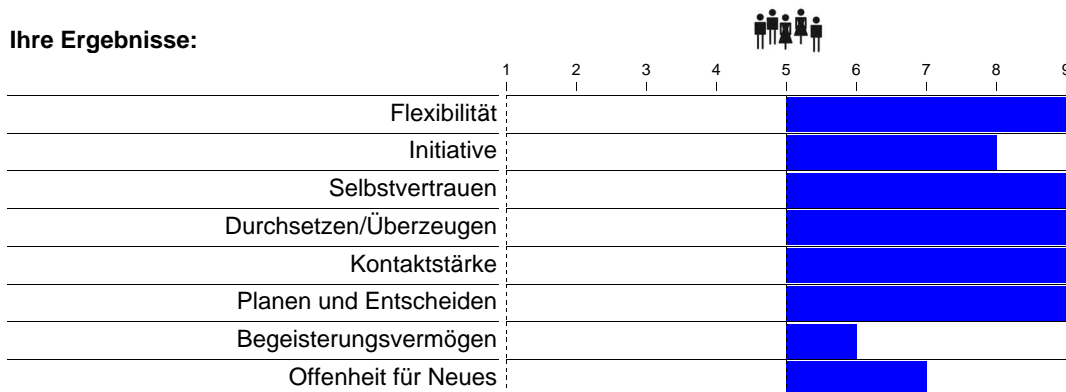 Ihre Ergebnisse:
1 2 3 4 5 6 7 8 9
Flexibilität
Initiative
Selbstvertrauen
Durchsetzen/Überzeugen
Kontaktstärke
Planen und Entscheiden
Begeisterungsvermögen
Offenheit für Neues